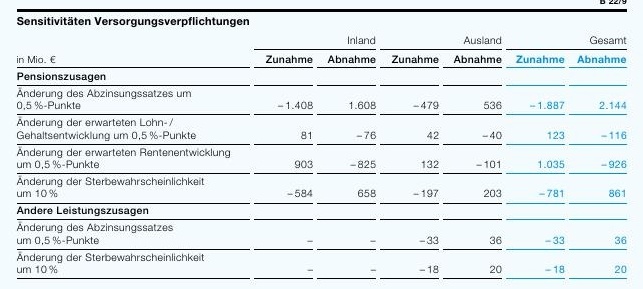 B 22/9
Sensitivitäten Versorgungsverpflichtungen
Inland Ausland Gesamt
in Mio. € Zunahme Abnahme Zunahme Abnahme Zunahme Abnahme
Pensionszusagen
Änderung des Abzinsungssatzes um
0,5 %-Punkte –1.408 1.608 –479 536 –1.887 2.144
Änderung der erwarteten Lohn-/
Gehaltsentwicklung um 0,5 %-Punkte 81 –76 42 –40 123 –116
Änderung der erwarteten Rentenentwicklung
um 0,5 %-Punkte 903 –825 132 –101 1.035 –926
Änderung der Sterbewahrscheinlichkeit
um 10 % –584 658 –197 203 –781 861
Andere Leistungszusagen
Änderung des Abzinsungssatzes
um 0,5 %-Punkte – – –33 36 –33 36
Änderung der Sterbewahrscheinlichkeit
um 10 % – – –18 20 –18 20